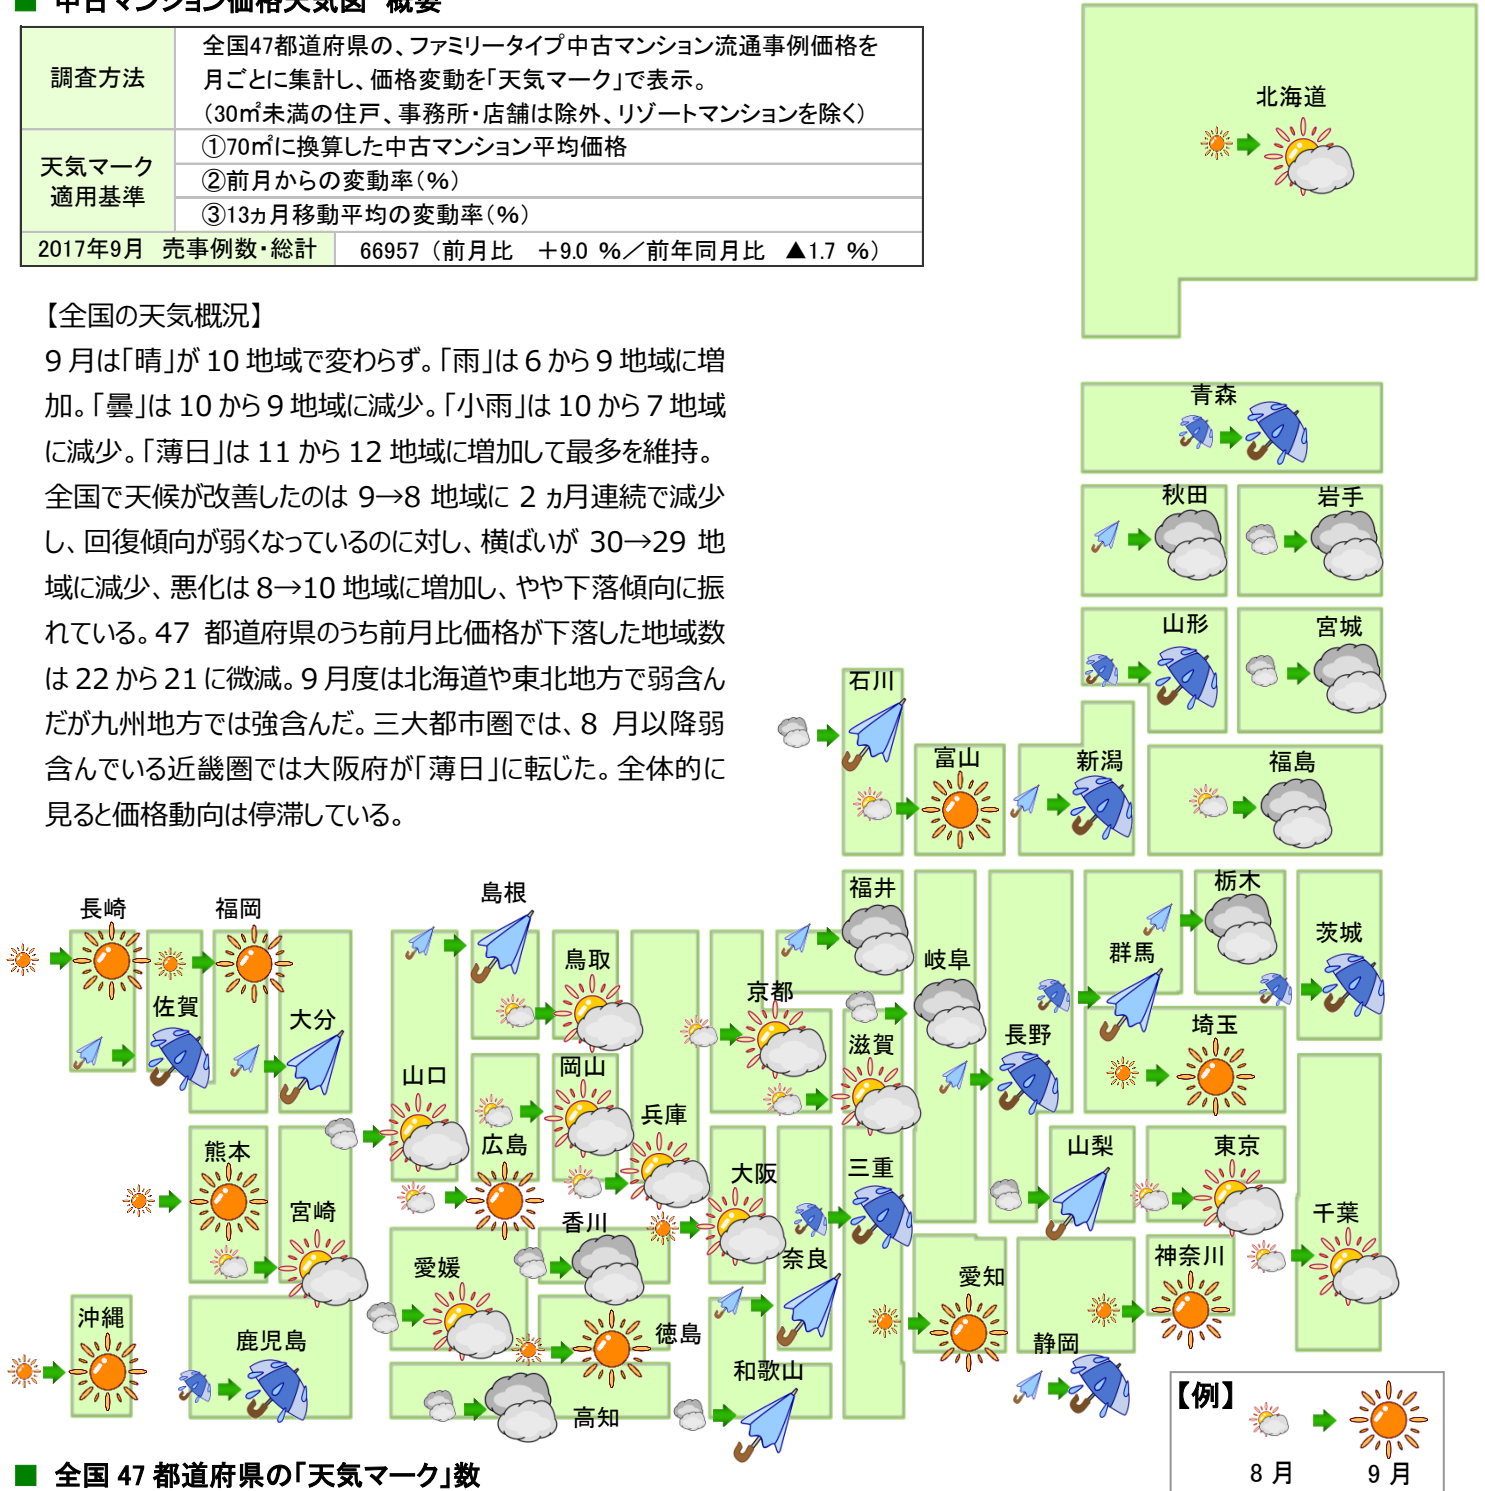 ■ 中古マンション価格天気図 概要
調査方法
全国47都道府県の、ファミリータイプ中古マンション流通事例価格を
月ごとに集計し、価格変動を「天気マーク」で表示。
（30㎡未満の住戸、事務所・店舗は除外、リゾートマンションを除く）
天気マーク
適用基準
①70㎡に換算した中古マンション平均価格
②前月からの変動率（%）
③13ヵ月移動平均の変動率（%）
2017年9月 売事例数・総計
66957（前月比 ＋9.0 %／前年同月比 ▲1.7 %）
【全国の天気概況】
9月は「晴」が10地域で変わらず。「雨」は6から9地域に増
加。「曇」は10から9地域に減少。「小雨」は10から7地域
に減少。「薄日」は11から12地域に増加して最多を維持。
全国で天候が改善したのは 9→8 地域に 2 ヵ月連続で減少
し、回復傾向が弱くなっているのに対し、横ばいが 30→29 地
域に減少、悪化は8→10地域に増加し、やや下落傾向に振
れている。47 都道府県のうち前月比価格が下落した地域数
は22から21に微減。9月度は北海道や東北地方で弱含ん
だが九州地方では強含んだ。三大都市圏では、8 月以降弱
含んでいる近畿圏では大阪府が「薄日」に転じた。全体的に
見ると価格動向は停滞している。
北海道
青森
秋田
岩手
山形
宮城
石川
富山
新潟
福島
長崎
福岡
島根
福井
栃木
佐賀
大分
鳥取
京都
岐阜
群馬
茨城
山口
岡山
滋賀
長野
埼玉
熊本
宮崎
広島
兵庫
大阪
三重
山梨
東京
千葉
香川
愛媛
奈良
愛知
神奈川
沖縄
鹿児島
徳島
和歌山
静岡
高知
【例】
8月
9月
■ 全国 47 都道府県の「天気マーク」数